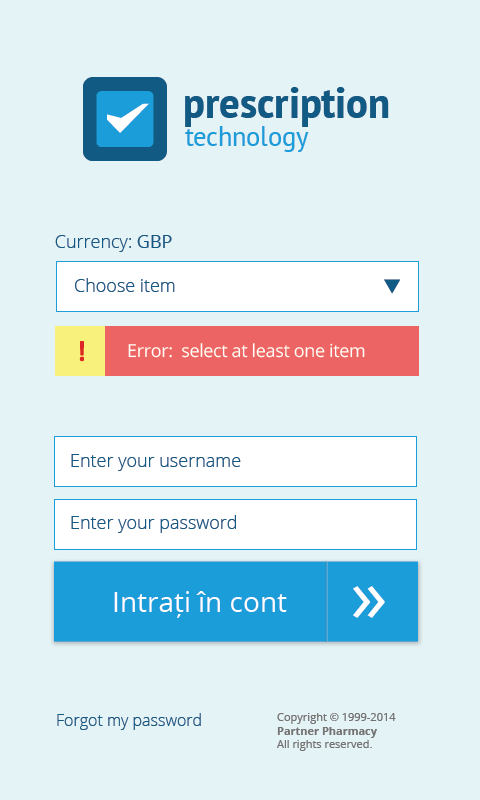 prescription
technology
Currency: GBP
Choose item
! Error: select at least one item
Enter your username
Enter your password
Intrați în cont
Forgot my password
Copyright © 1999-2014
Partner Pharmacy
All rights reserved.